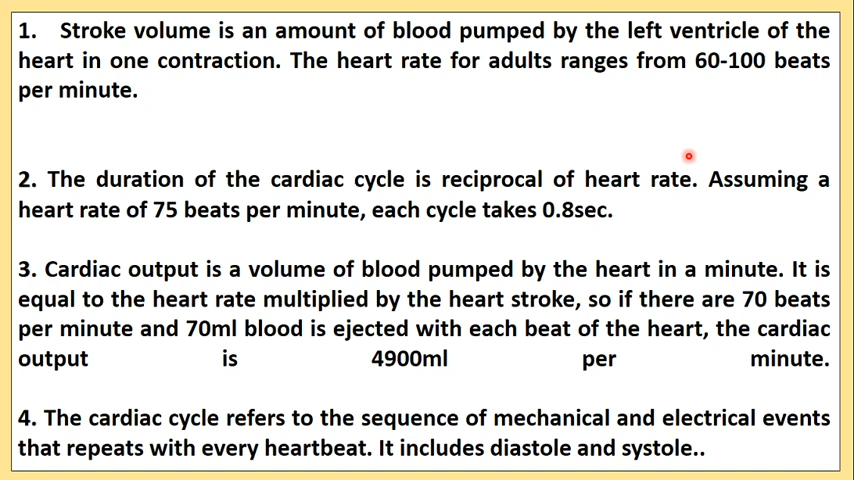 1. Stroke volume is an amount of blood pumped by the left ventricle of the
heart in one contraction. The heart rate for adults ranges from 60-100 beats
per minute.
2. The duration of the cardiac cycle is reciprocal of heart rate. Assuming a
heart rate of 75 beats per minute, each cycle takes 0.8sec.
3. Cardiac output is a volume of blood pumped by the heart in a minute. It is
equal to the heart rate multiplied by the heart stroke, so if there are 70 beats
per minute and 70ml blood is ejected with each beat of the heart, the cardiac
output is 4900ml per minute.
4. The cardiac cycle refers to the sequence of mechanical and electrical events
that repeats with every heartbeat. It includes diastole and systole..